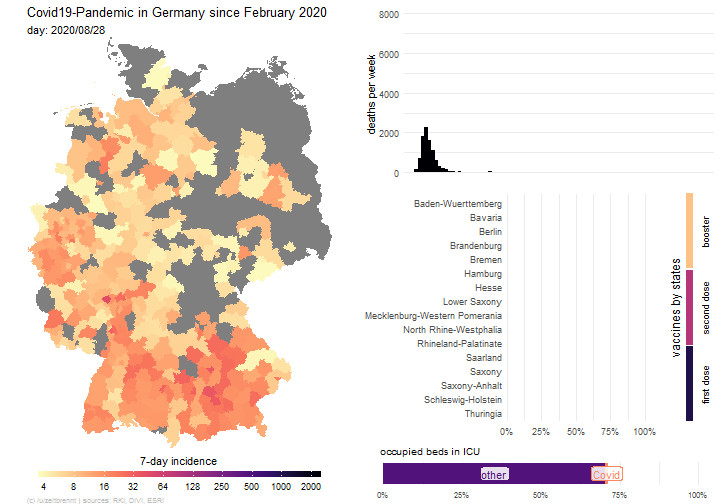 Covid19-Pandemic in Germany since February 2020
day: 2020/08/28
7-day incidence
4 8 16 32 64 128 256 500 1000 2000
(c) /u/zeitbrennt | sources: RKI, DIVI, ESRI
deaths per week
8000
6000
4000
2000
0
Baden-Wuerttemberg
Bavaria
Berlin
Brandenburg
Bremen
Hamburg
Hesse
Lower Saxony
Mecklenburg-Western Pomerania
North Rhine-Westphalia
Rhineland-Palatinate
Saarland
Saxony
Saxony-Anhalt
Schleswig-Holstein
Thuringia
0% 25% 50% 75% 100%
vaccines by states
booster
second dose
first dose
occupied beds in ICU
other Covid
0% 25% 50% 75% 100%